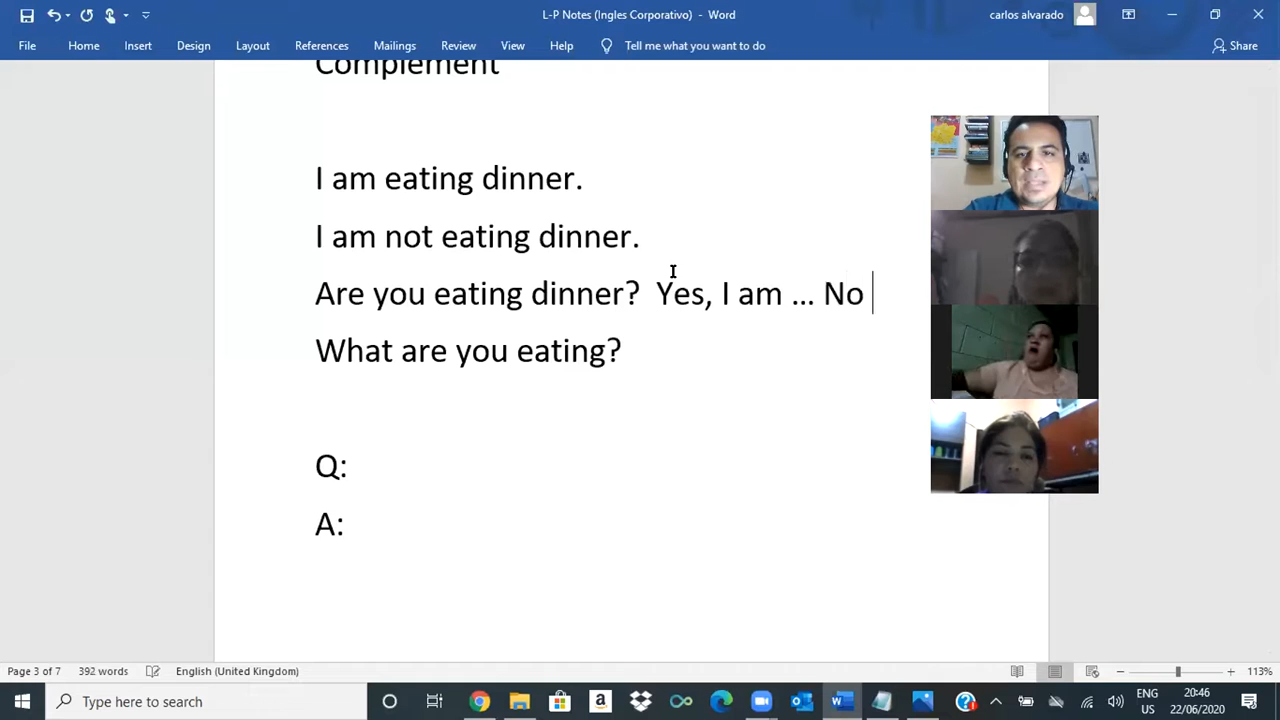 L-P Notes (Ingles Corporativo) - Word
carlos alvarado
File Home Insert Design Layout References Mailings Review View Help Tell me what you want to do Share
Complement
I am eating dinner.
I am not eating dinner.
Are you eating dinner? Yes, I am ... No
What are you eating?
Q:
A:
Page 3 of 7 392 words English (United Kingdom) 113%
Type here to search
ENG 20:46
US 22/06/2020